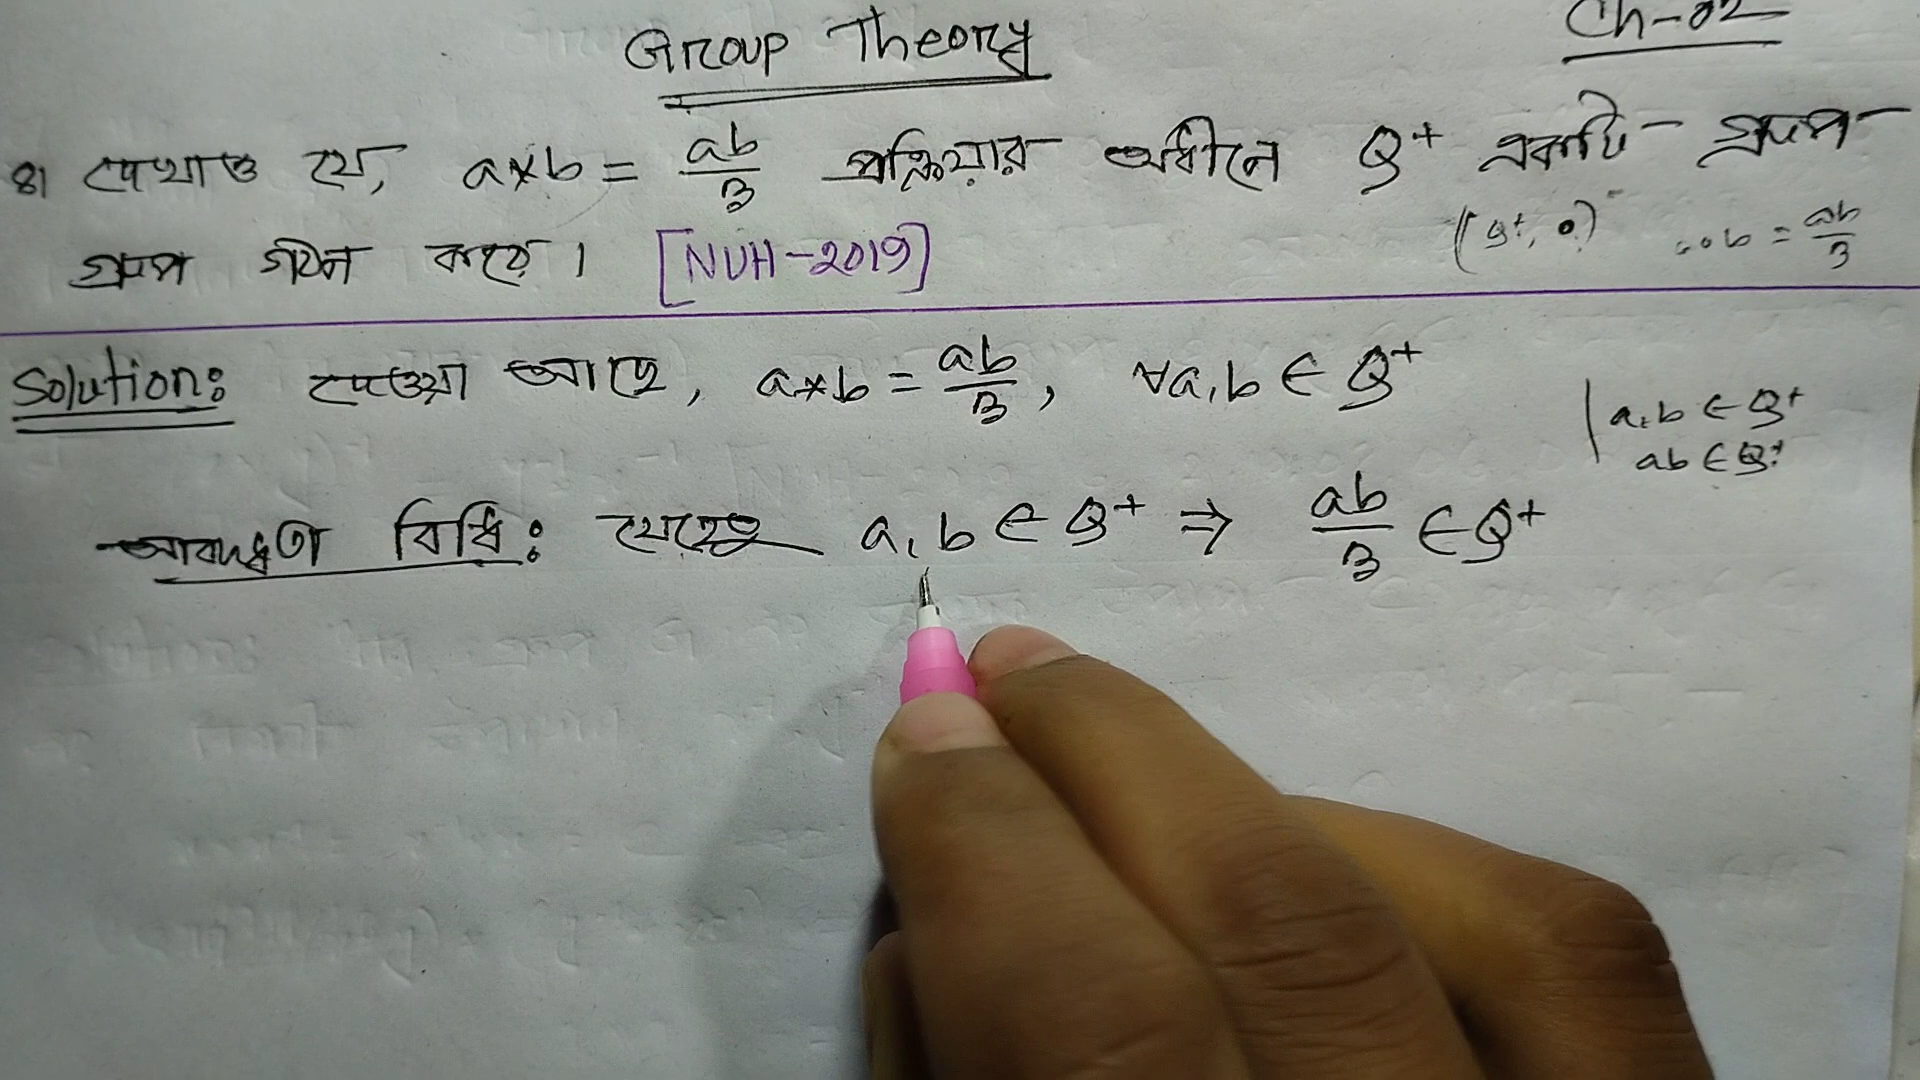 Group Theory
Ch-02
৪। দেখাও যে, a*b = ab/3 প্রক্রিয়ার অধীনে Q⁺ একটি গ্রুপ
গ্রুপ গঠন করে। [NUH-2019]
(Q⁺, o) aob = ab/3
Solution: দেওয়া আছে, a*b = ab/3, ∀a,b ∈ Q⁺
a,b ∈ Q⁺
ab ∈ Q⁺
আবদ্ধতা বিধি: যেহেতু a,b ∈ Q⁺ ⇒ ab/3 ∈ Q⁺